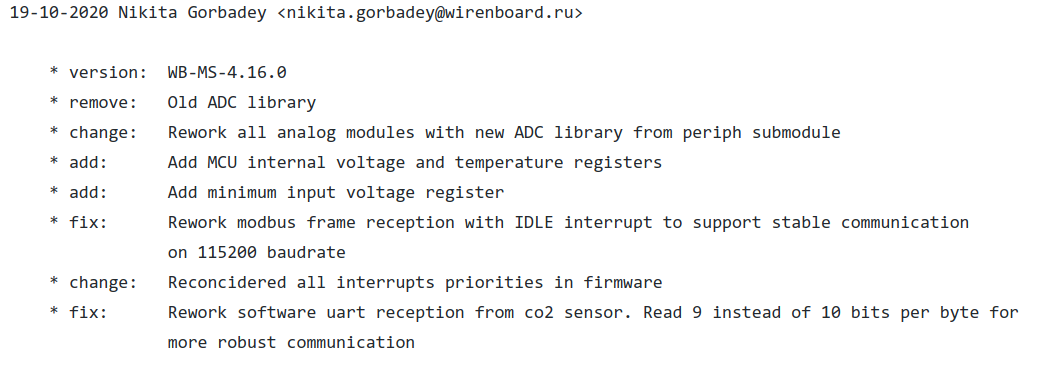 19-10-2020 Nikita Gorbadey <nikita.gorbadey@wirenboard.ru>
* version: WB-MS-4.16.0
* remove: Old ADC library
* change: Rework all analog modules with new ADC library from periph submodule
* add: Add MCU internal voltage and temperature registers
* add: Add minimum input voltage register
* fix: Rework modbus frame reception with IDLE interrupt to support stable communication
on 115200 baudrate
* change: Reconcidered all interrupts priorities in firmware
* fix: Rework software uart reception from co2 sensor. Read 9 instead of 10 bits per byte for
more robust communication